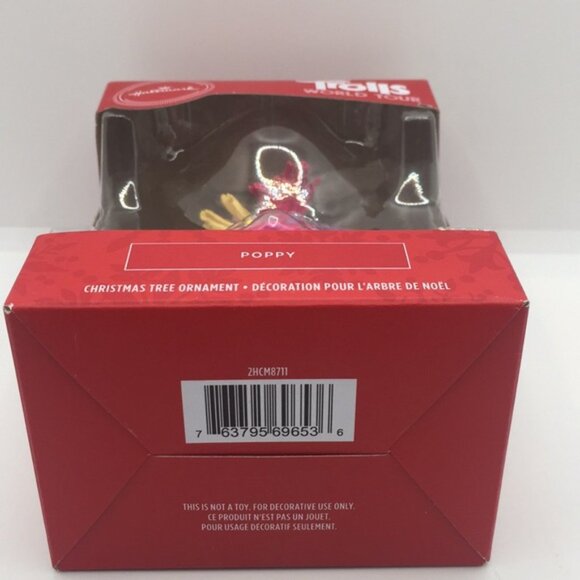 Hallmark
Trolls
WORLD TOUR
POPPY
CHRISTMAS TREE ORNAMENT • DÉCORATION POUR L'ARBRE DE NOËL
2HCM8711
7 63795 69653 6
THIS IS NOT A TOY. FOR DECORATIVE USE ONLY.
CE PRODUIT N'EST PAS UN JOUET.
POUR USAGE DÉCORATIF SEULEMENT.